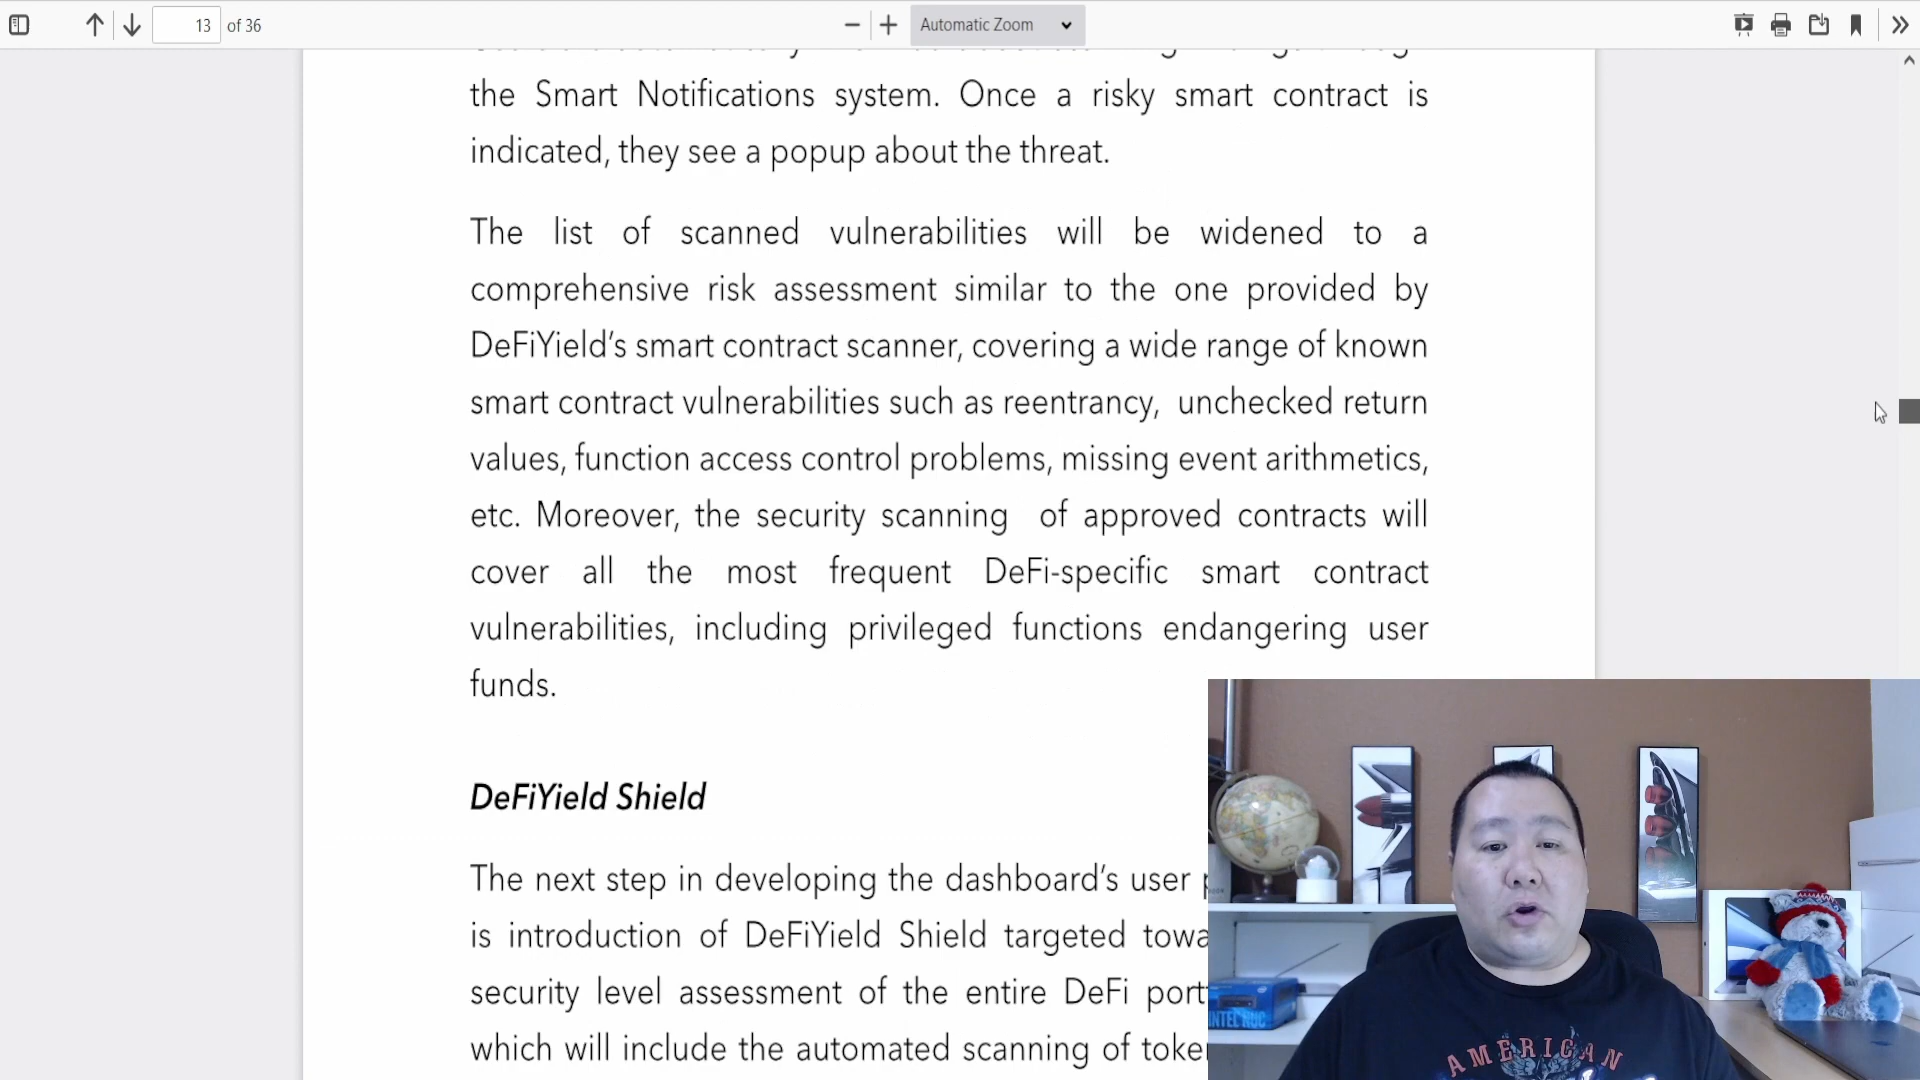 13 of 36
Automatic Zoom
the Smart Notifications system. Once a risky smart contract is
indicated, they see a popup about the threat.
The list of scanned vulnerabilities will be widened to a
comprehensive risk assessment similar to the one provided by
DeFiYield’s smart contract scanner, covering a wide range of known
smart contract vulnerabilities such as reentrancy, unchecked return
values, function access control problems, missing event arithmetics,
etc. Moreover, the security scanning of approved contracts will
cover all the most frequent DeFi-specific smart contract
vulnerabilities, including privileged functions endangering user
funds.
DeFiYield Shield
The next step in developing the dashboard’s user
is introduction of DeFiYield Shield targeted
security level assessment of the entire DeFi
which will include the automated scanning of
INTEL NUC
AMERICAN